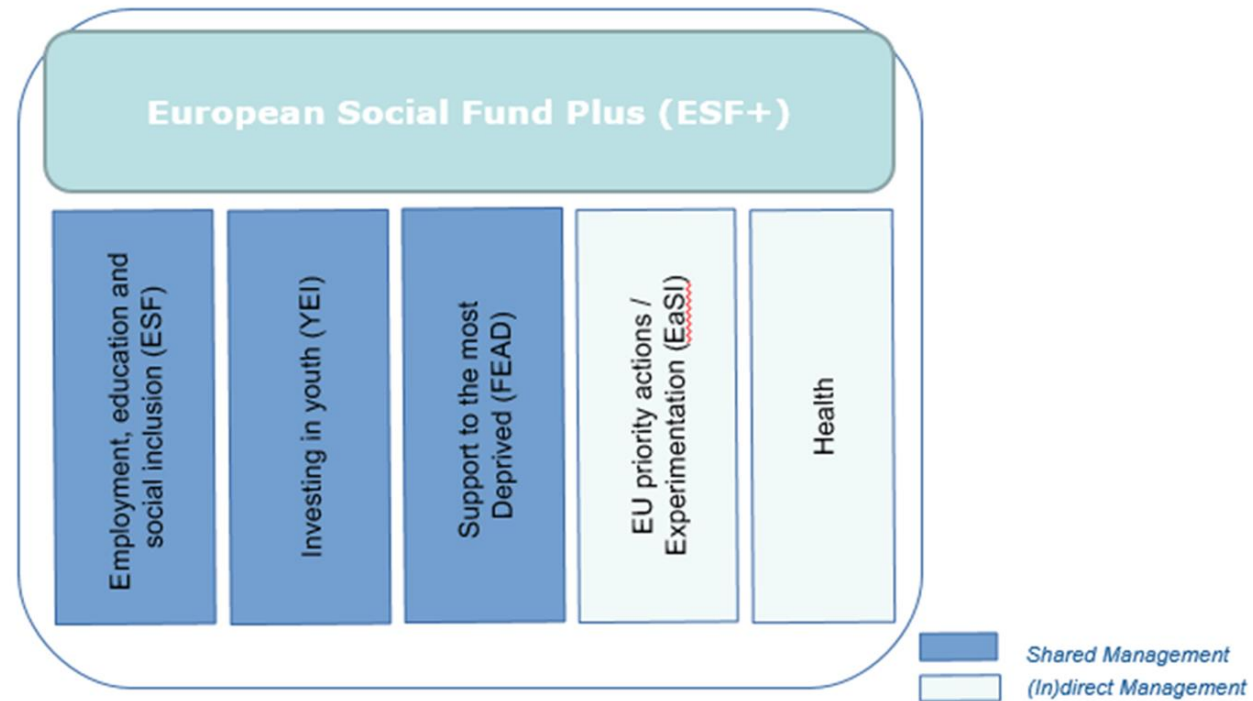 European Social Fund Plus (ESF+)
Employment, education and
social inclusion (ESF)
Investing in youth (YEI)
Support to the most
Deprived (FEAD)
EU priority actions /
Experimentation (EaSI)
Health
Shared Management
(In)direct Management